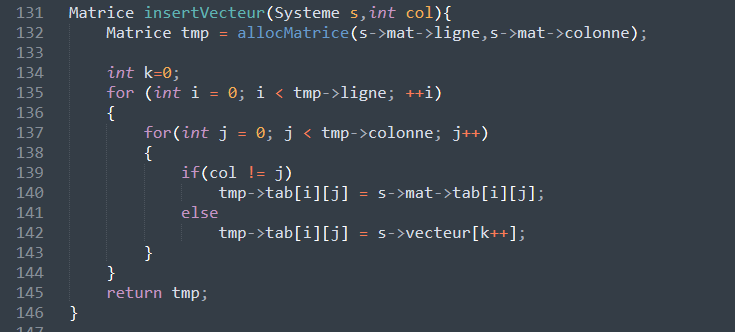 131 Matrice insertVecteur(Systeme s,int col){
132     Matrice tmp = allocMatrice(s->mat->ligne,s->mat->colonne);
133
134     int k=0;
135     for (int i = 0; i < tmp->ligne; ++i)
136     {
137         for(int j = 0; j < tmp->colonne; j++)
138         {
139             if(col != j)
140                 tmp->tab[i][j] = s->mat->tab[i][j];
141             else
142                 tmp->tab[i][j] = s->vecteur[k++];
143         }
144     }
145     return tmp;
146 }